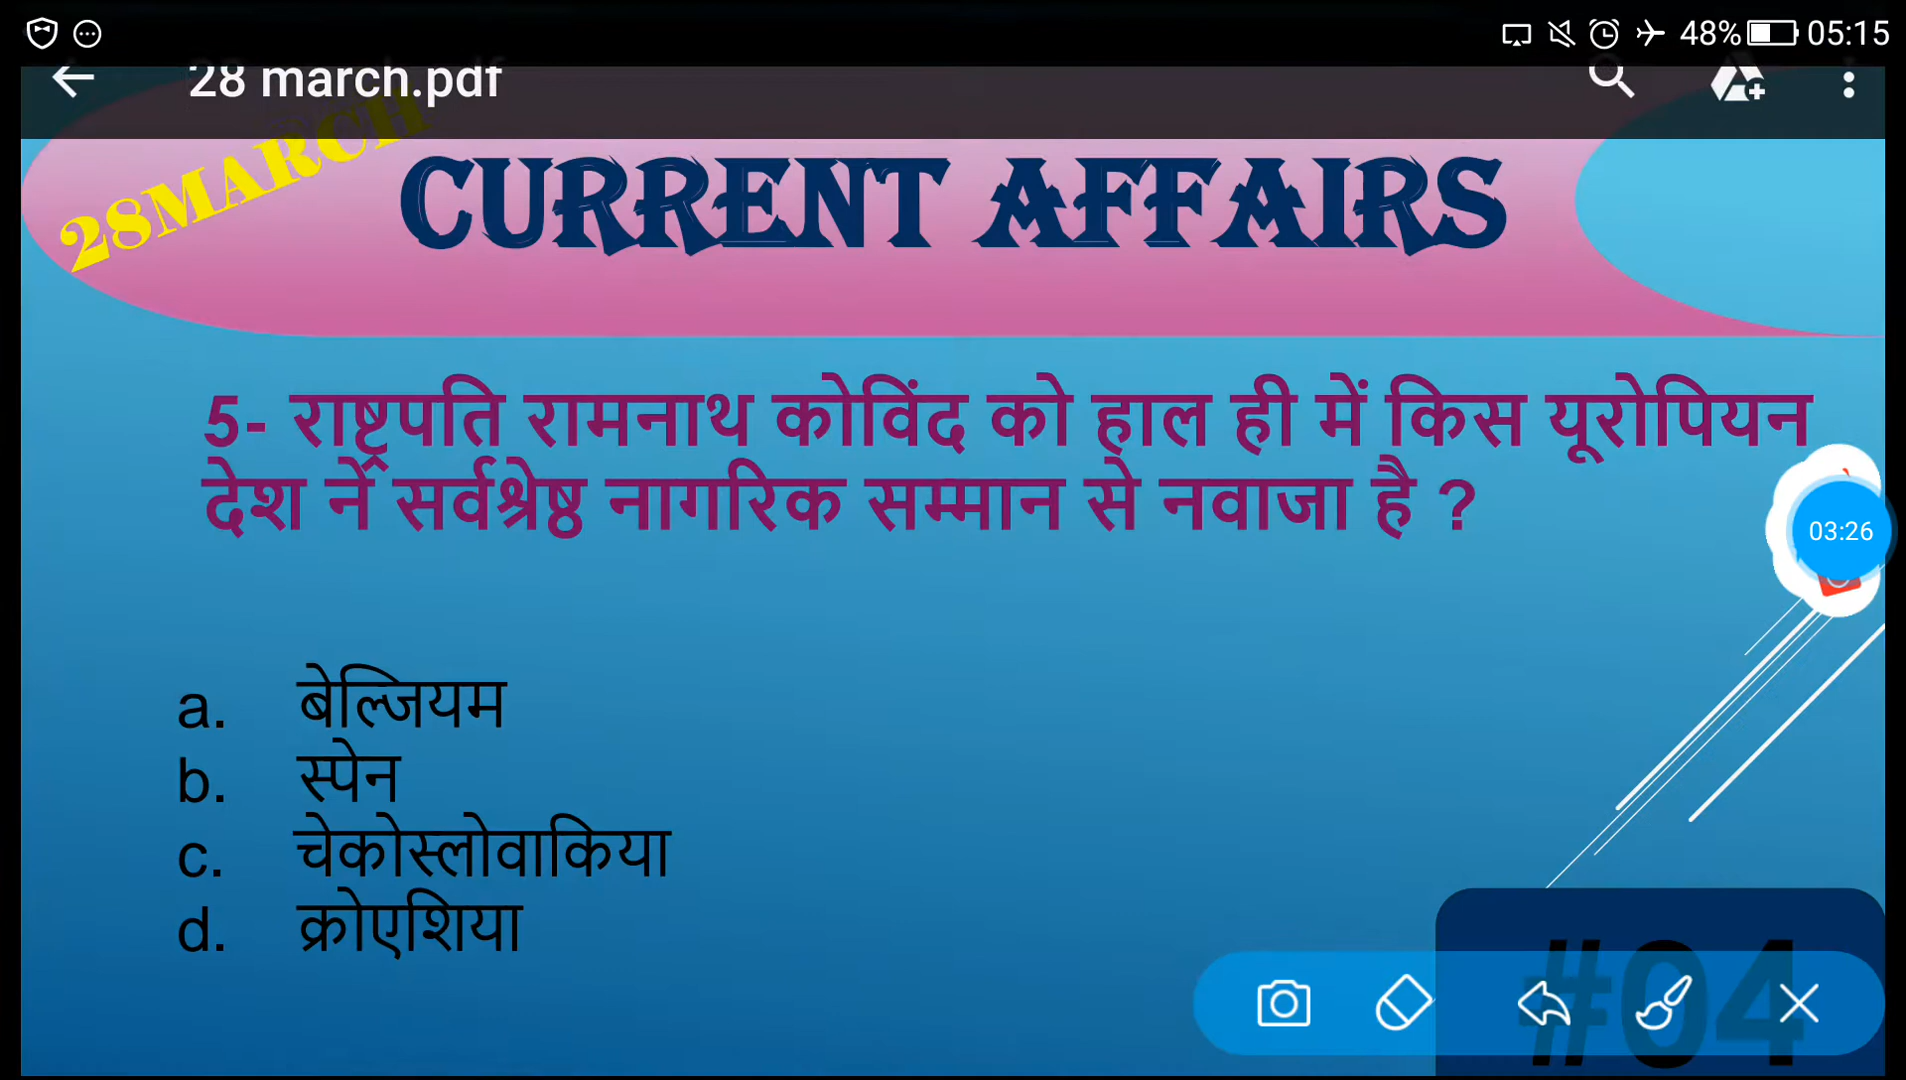 48% 05:15
28 march.pdf
28MARCH
CURRENT AFFAIRS
5- राष्ट्रपति रामनाथ कोविंद को हाल ही में किस यूरोपियन
देश नें सर्वश्रेष्ठ नागरिक सम्मान से नवाजा है ?
03:26
a. बेल्जियम
b. स्पेन
c. चेकोस्लोवाकिया
d. क्रोएशिया
#04